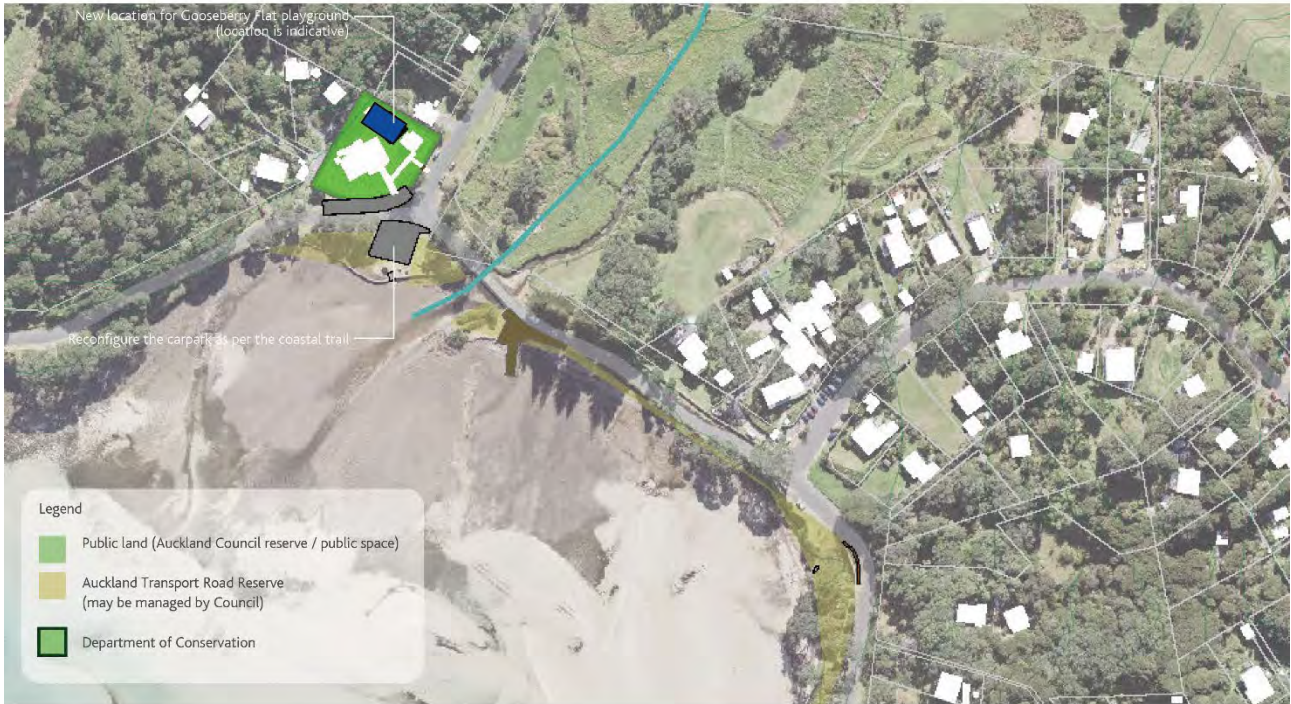 New location for Gooseberry Flat playground
(location is indicative)
Reconfigure the carpark as per the coastal trail
Legend
Public land (Auckland Council reserve / public space)
Auckland Transport Road Reserve
(may be managed by Council)
Department of Conservation